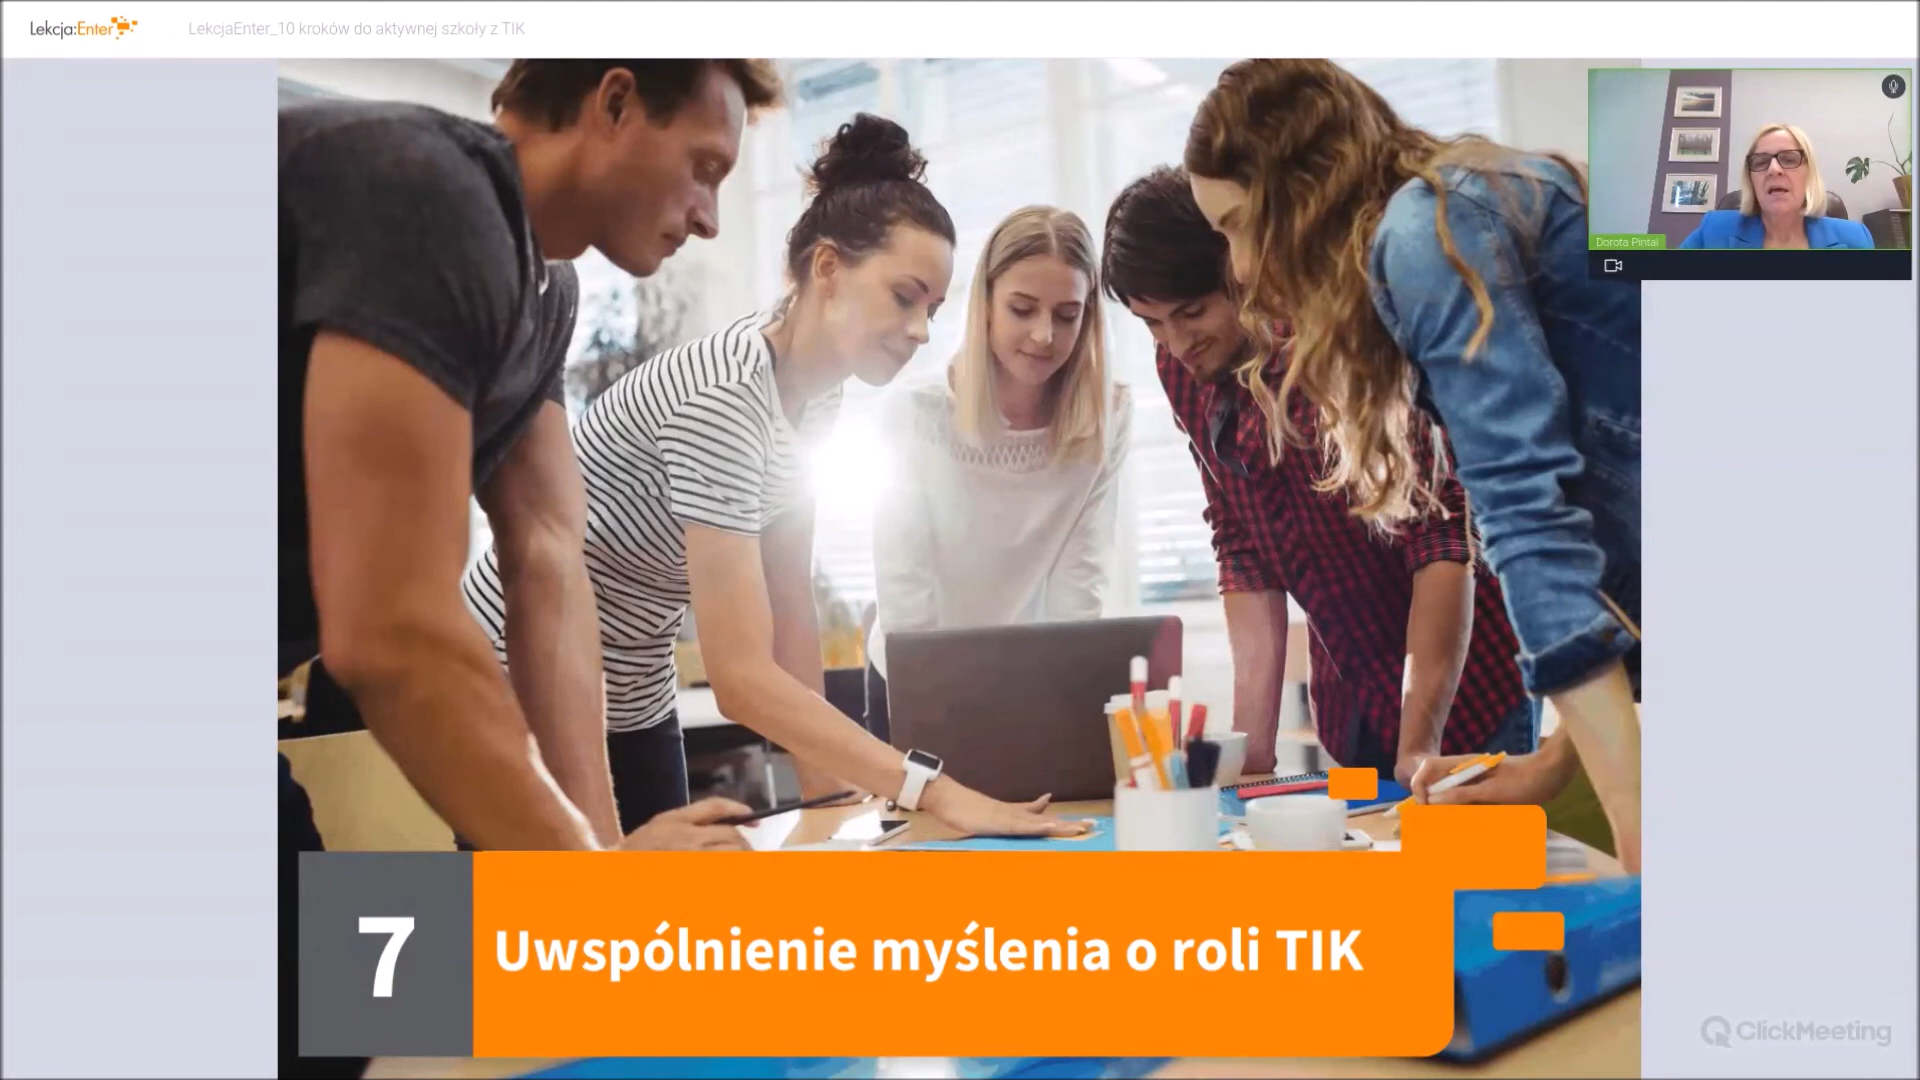 Lekcja:Enter
LekcjaEnter_10 kroków do aktywnej szkoły z TIK
Dorota Pintal
7
Uwspólnienie myślenia o roli TIK
ClickMeeting